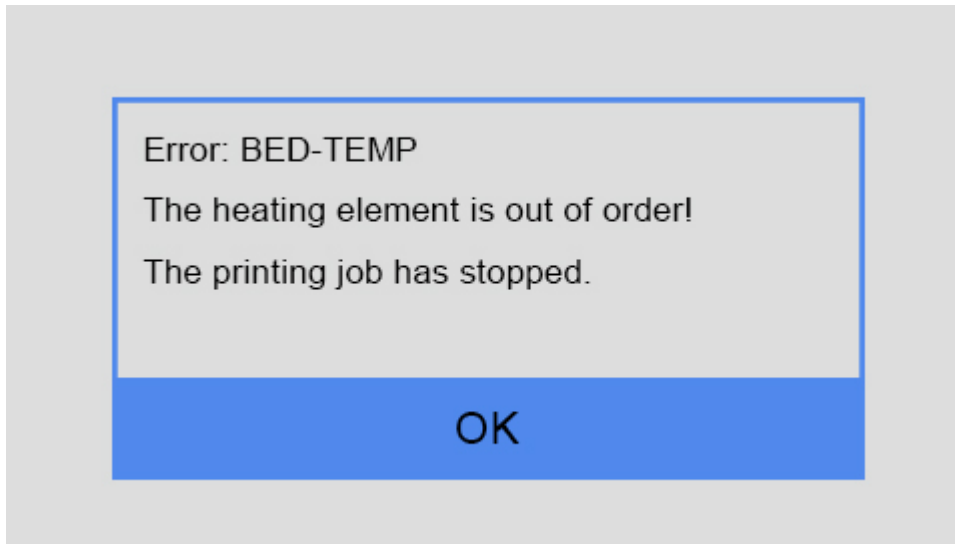 Error: BED-TEMP
The heating element is out of order!
The printing job has stopped.
OK